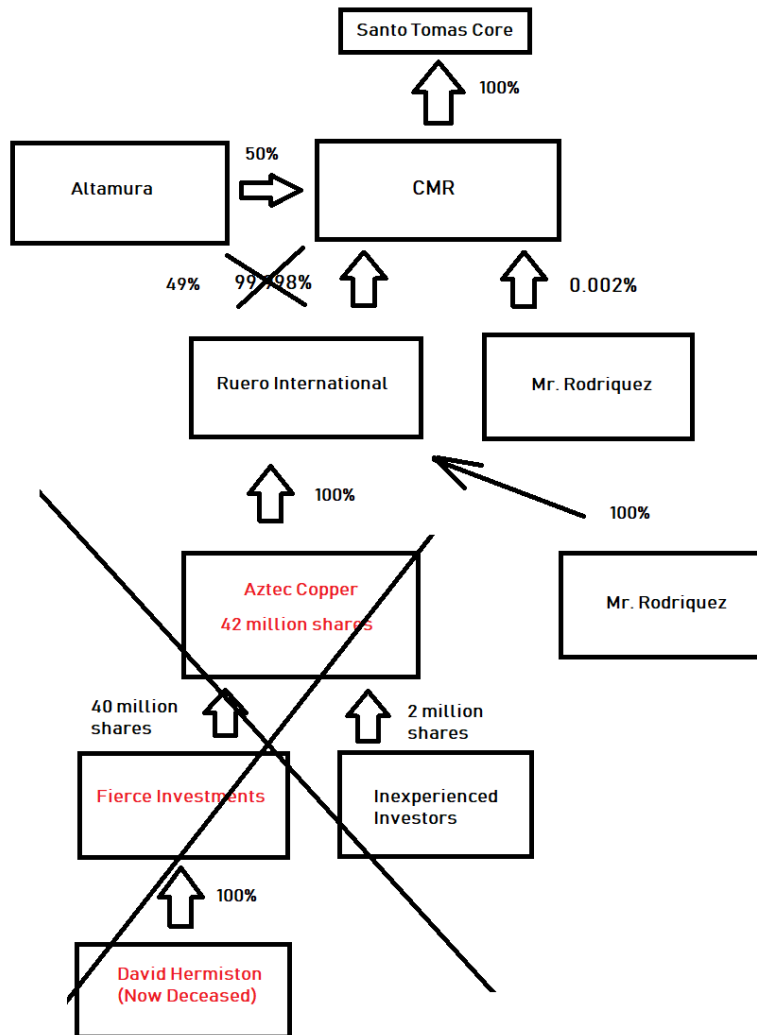 Santo Tomas Core
100%
50%
Altamura
CMR
49%
99.998%
0.002%
Ruero International
Mr. Rodriquez
100%
100%
Aztec Copper
42 million shares
Mr. Rodriquez
40 million
shares
2 million
shares
Fierce Investments
Inexperienced
Investors
100%
David Hermiston
(Now Deceased)